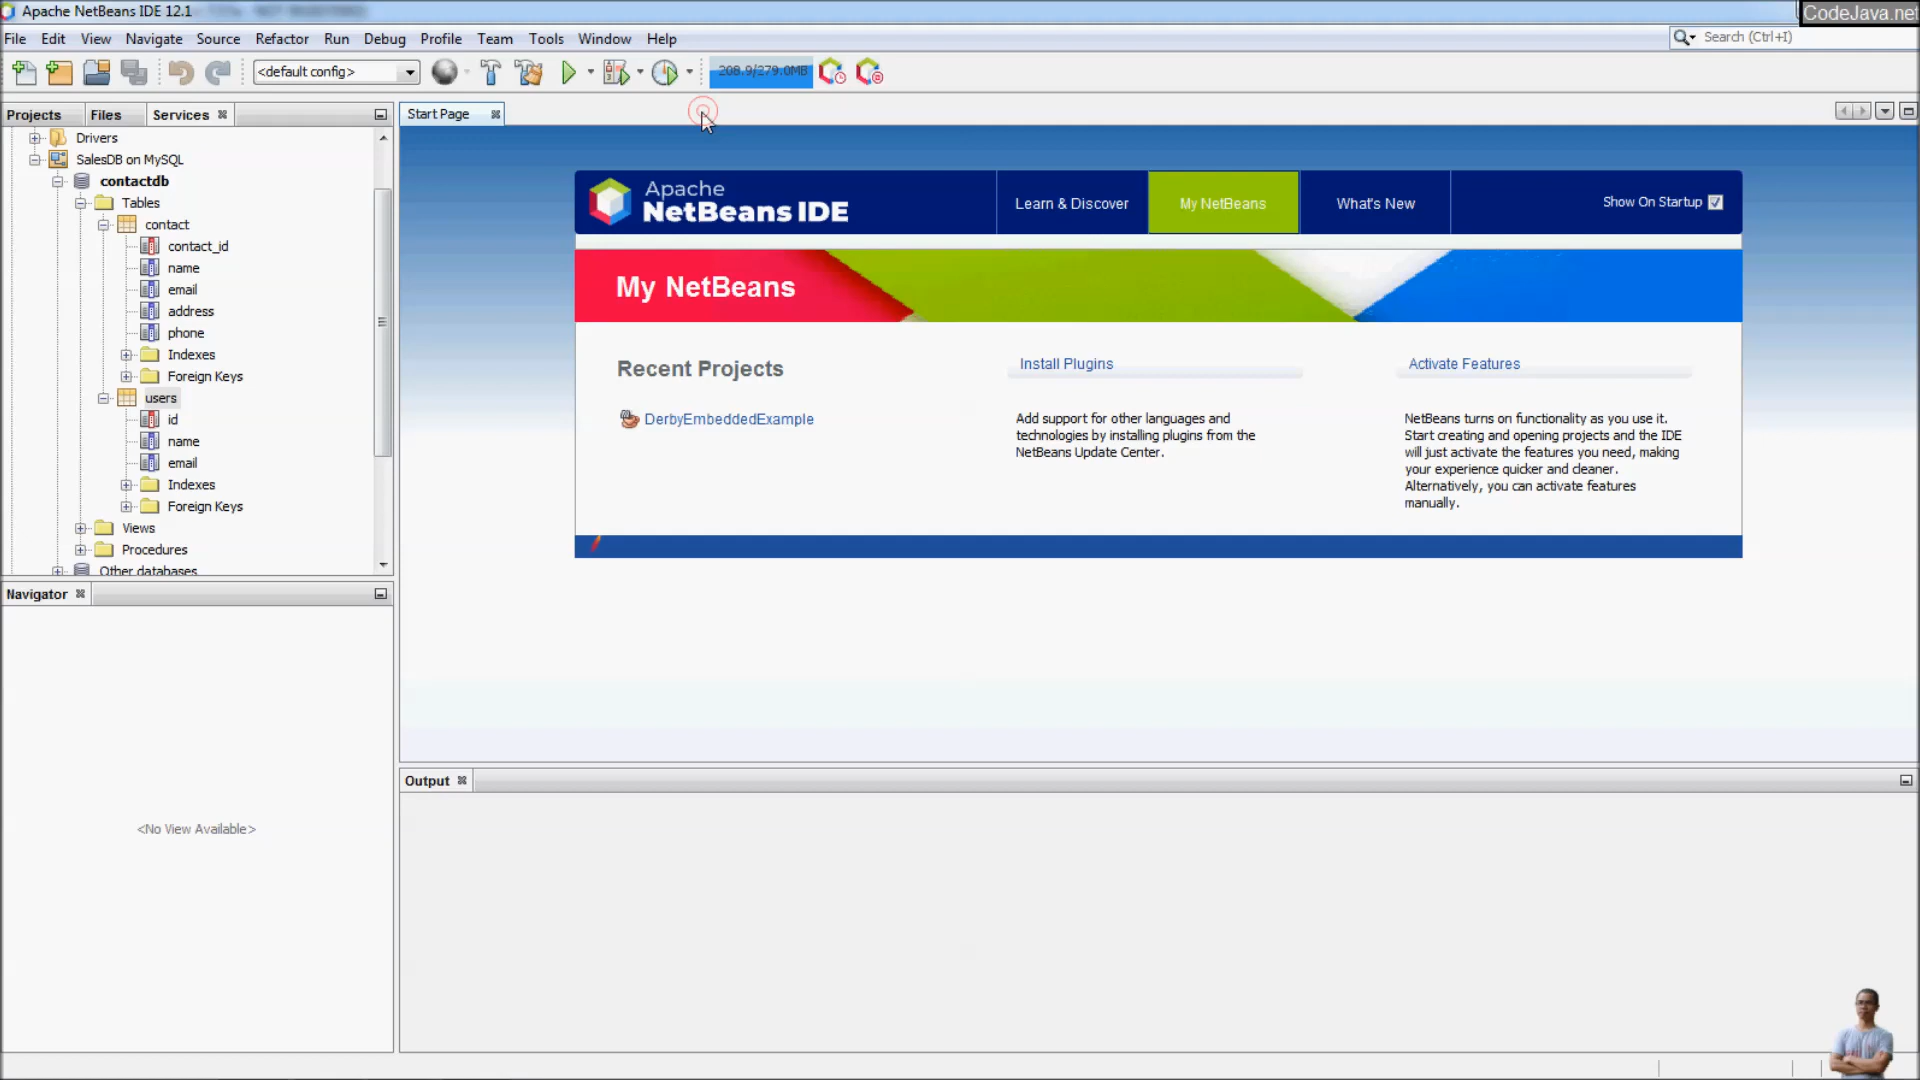 Apache NetBeans IDE 12.1
CodeJava.net
File Edit View Navigate Source Refactor Run Debug Profile Team Tools Window Help
Search (Ctrl+I)
<default config>
208.9/279.0MB
Projects Files Services
Start Page
Drivers
SalesDB on MySQL
contactdb
Tables
contact
contact_id
name
email
address
phone
Indexes
Foreign Keys
users
id
name
email
Indexes
Foreign Keys
Views
Procedures
Other databases
Apache
NetBeans IDE
Learn & Discover
My NetBeans
What's New
Show On Startup
My NetBeans
Recent Projects
DerbyEmbeddedExample
Install Plugins
Add support for other languages and
technologies by installing plugins from the
NetBeans Update Center.
Activate Features
NetBeans turns on functionality as you use it.
Start creating and opening projects and the IDE
will just activate the features you need, making
your experience quicker and cleaner.
Alternatively, you can activate features
manually.
Navigator
<No View Available>
Output